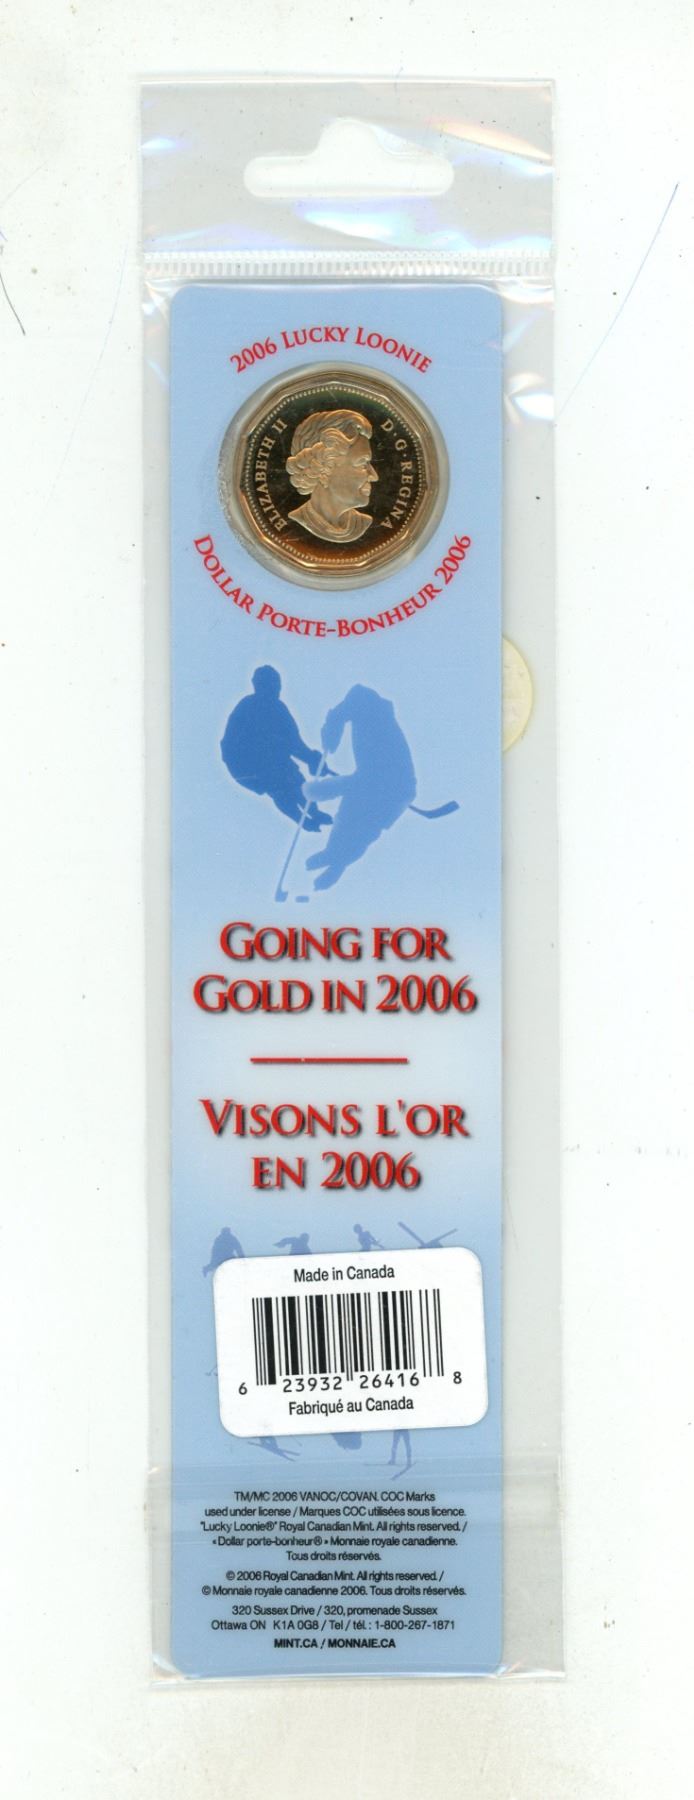 2006 LUCKY LOONIE
ELIZABETH II D·G·REGINA
DOLLAR PORTE-BONHEUR 2006
GOING FOR
GOLD IN 2006
VISONS L'OR
EN 2006
Made in Canada
6 23932 26416 8
Fabriqué au Canada
TM/MC 2006 VANOC/COVAN. COC Marks
used under license / Marques COC utilisées sous licence.
"Lucky Loonie®" Royal Canadian Mint. All rights reserved. /
« Dollar porte-bonheur® » Monnaie royale canadienne.
Tous droits réservés.
© 2006 Royal Canadian Mint. All rights reserved. /
© Monnaie royale canadienne 2006. Tous droits réservés.
320 Sussex Drive / 320, promenade Sussex
Ottawa ON K1A 0G8 / Tel / tél. : 1-800-267-1871
MINT.CA / MONNAIE.CA